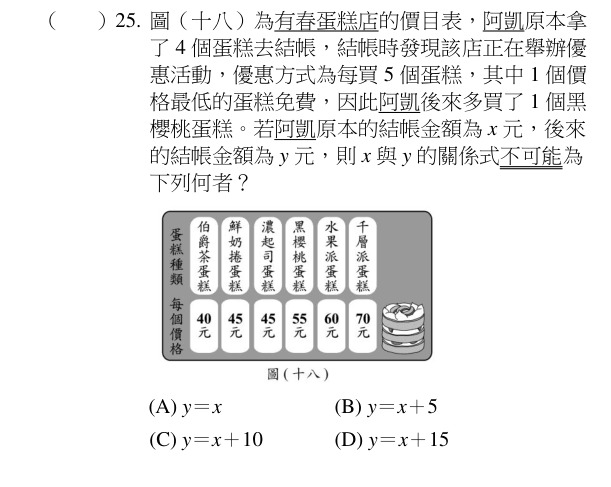 （　　）25. 圖（十八）為有春蛋糕店的價目表，阿凱原本拿
了 4 個蛋糕去結帳，結帳時發現該店正在舉辦優
惠活動，優惠方式為每買 5 個蛋糕，其中 1 個價
格最低的蛋糕免費，因此阿凱後來多買了 1 個黑
櫻桃蛋糕。若阿凱原本的結帳金額為 x 元，後來
的結帳金額為 y 元，則 x 與 y 的關係式不可能為
下列何者？
蛋糕種類 伯爵茶蛋糕 鮮奶捲蛋糕 濃起司蛋糕 黑櫻桃蛋糕 水果派蛋糕 千層派蛋糕
每個價格 40元 45元 45元 55元 60元 70元
圖(十八)
(A) y＝x (B) y＝x＋5
(C) y＝x＋10 (D) y＝x＋15